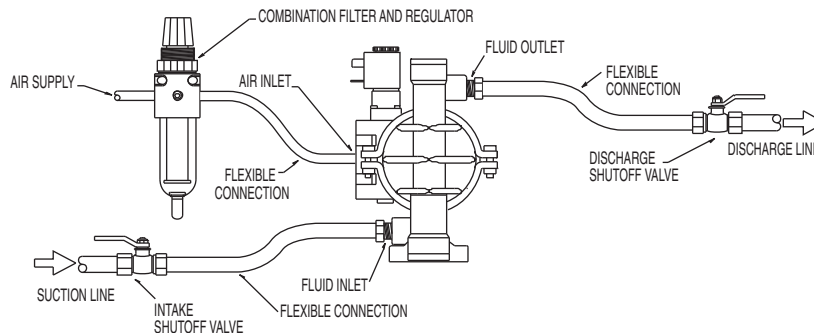 COMBINATION FILTER AND REGULATOR
FLUID OUTLET
FLEXIBLE
CONNECTION
AIR SUPPLY
AIR INLET
FLEXIBLE
CONNECTION
DISCHARGE
SHUTOFF VALVE
DISCHARGE LINE
SUCTION LINE
INTAKE
SHUTOFF VALVE
FLEXIBLE CONNECTION
FLUID INLET